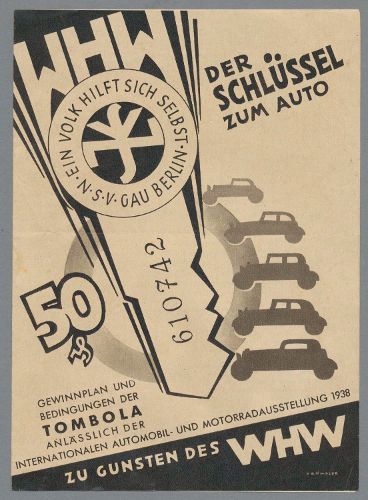 WHW
DER
SCHLÜSSEL
ZUM AUTO
EIN VOLK HILFT SICH SELBST
· N·S·V·GAU BERLIN ·
610742
50
GEWINNPLAN UND
BEDINGUNGEN DER
TOMBOLA
ANLÄSSLICH DER
INTERNATIONALEN AUTOMOBIL- UND MOTORRADAUSSTELLUNG 1938
ZU GUNSTEN DES WHW